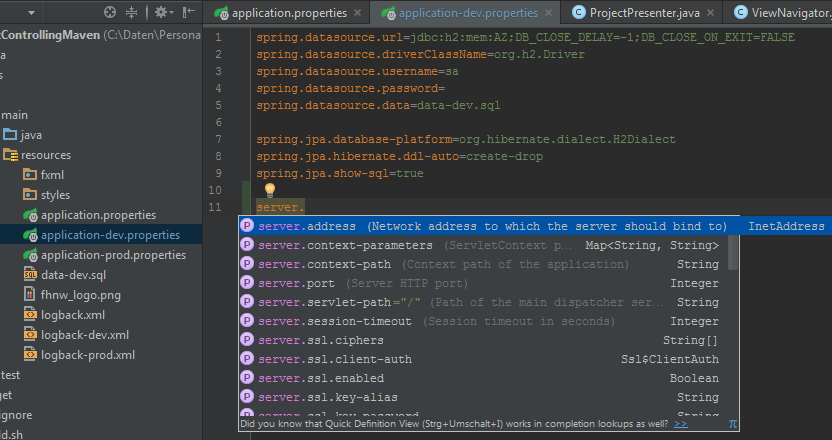 application.properties
application-dev.properties
ProjectPresenter.java
ViewNavigator.
ControllingMaven (C:\Daten\Persona
main
java
resources
fxml
styles
application.properties
application-dev.properties
application-prod.properties
data-dev.sql
fhnw_logo.png
logback.xml
logback-dev.xml
logback-prod.xml
test
get
ignore
ld.sh
1 spring.datasource.url=jdbc:h2:mem:AZ;DB_CLOSE_DELAY=-1;DB_CLOSE_ON_EXIT=FALSE
2 spring.datasource.driverClassName=org.h2.Driver
3 spring.datasource.username=sa
4 spring.datasource.password=
5 spring.datasource.data=data-dev.sql
6
7 spring.jpa.database-platform=org.hibernate.dialect.H2Dialect
8 spring.jpa.hibernate.ddl-auto=create-drop
9 spring.jpa.show-sql=true
10
11 server.
server.address (Network address to which the server should bind to) InetAddress
server.context-parameters (ServletContext p... Map<String, String>
server.context-path (Context path of the application) String
server.port (Server HTTP port) Integer
server.servlet-path="/" (Path of the main dispatcher ser... String
server.session-timeout (Session timeout in seconds) Integer
server.ssl.ciphers String[]
server.ssl.client-auth Ssl$ClientAuth
server.ssl.enabled Boolean
server.ssl.key-alias String
server.ssl.key-password String
Did you know that Quick Definition View (Strg+Umschalt+I) works in completion lookups as well? >> π